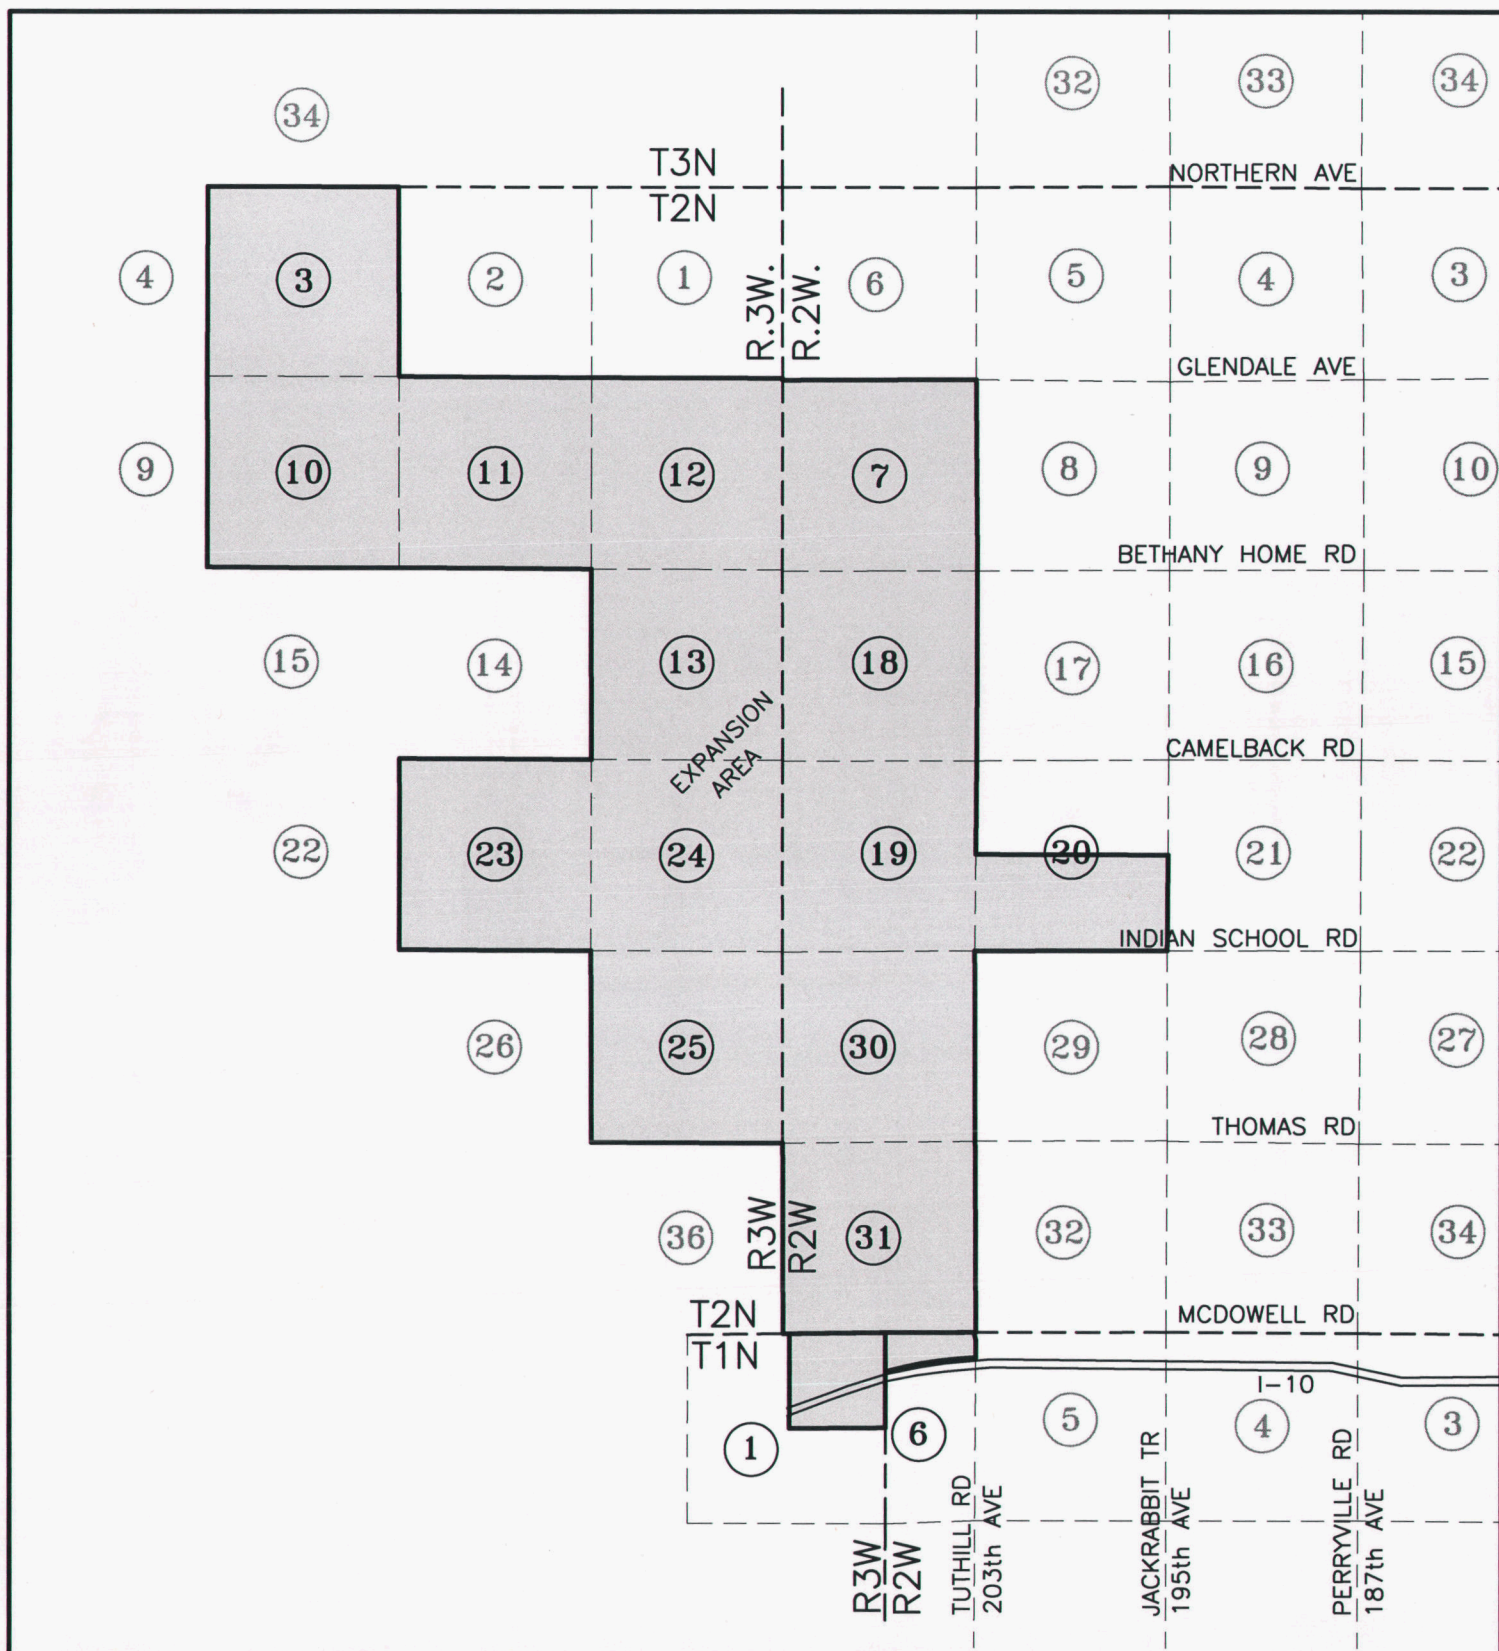 32 33 34
34
T3N
NORTHERN AVE
T2N
4 3 2 1 6 5 4 3
R.3W.
R.2W.
GLENDALE AVE
9 10 11 12 7 8 9 10
BETHANY HOME RD
15 14 13 18 17 16 15
EXPANSION
AREA
CAMELBACK RD
22 23 24 19 20 21 22
INDIAN SCHOOL RD
26 25 30 29 28 27
THOMAS RD
36 31 32 33 34
R3W
R2W
T2N
MCDOWELL RD
T1N
I-10
1 6 5 4 3
R3W
R2W
TUTHILL RD
203th AVE
JACKRABBIT TR
195th AVE
PERRYVILLE RD
187th AVE